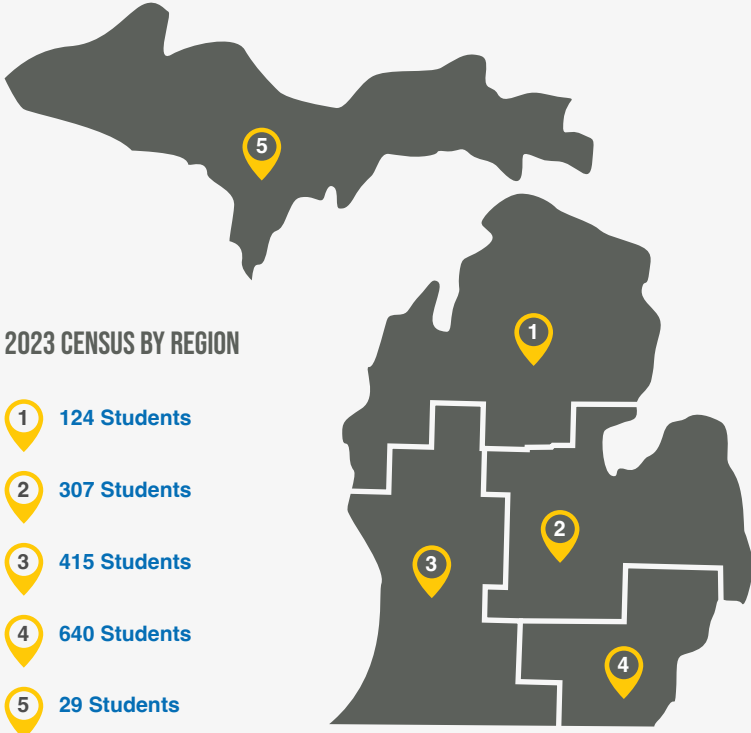 5
1
2023 CENSUS BY REGION
1 124 Students
2 307 Students
2
3 415 Students
3
4 640 Students
4
5 29 Students